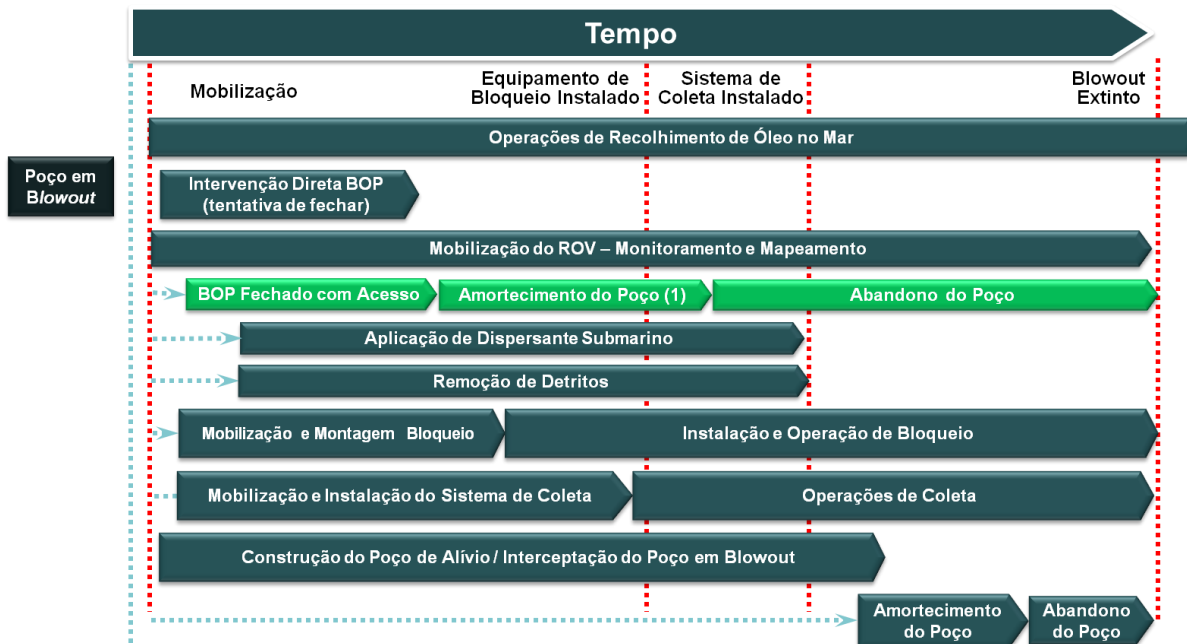 Tempo
Mobilização
Equipamento de
Bloqueio Instalado
Sistema de
Coleta Instalado
Blowout
Extinto
Operações de Recolhimento de Óleo no Mar
Poço em
Blowout
Intervenção Direta BOP
(tentativa de fechar)
Mobilização do ROV – Monitoramento e Mapeamento
BOP Fechado com Acesso
Amortecimento do Poço (1)
Abandono do Poço
Aplicação de Dispersante Submarino
Remoção de Detritos
Mobilização e Montagem Bloqueio
Instalação e Operação de Bloqueio
Mobilização e Instalação do Sistema de Coleta
Operações de Coleta
Construção do Poço de Alívio / Interceptação do Poço em Blowout
Amortecimento
do Poço
Abandono
do Poço